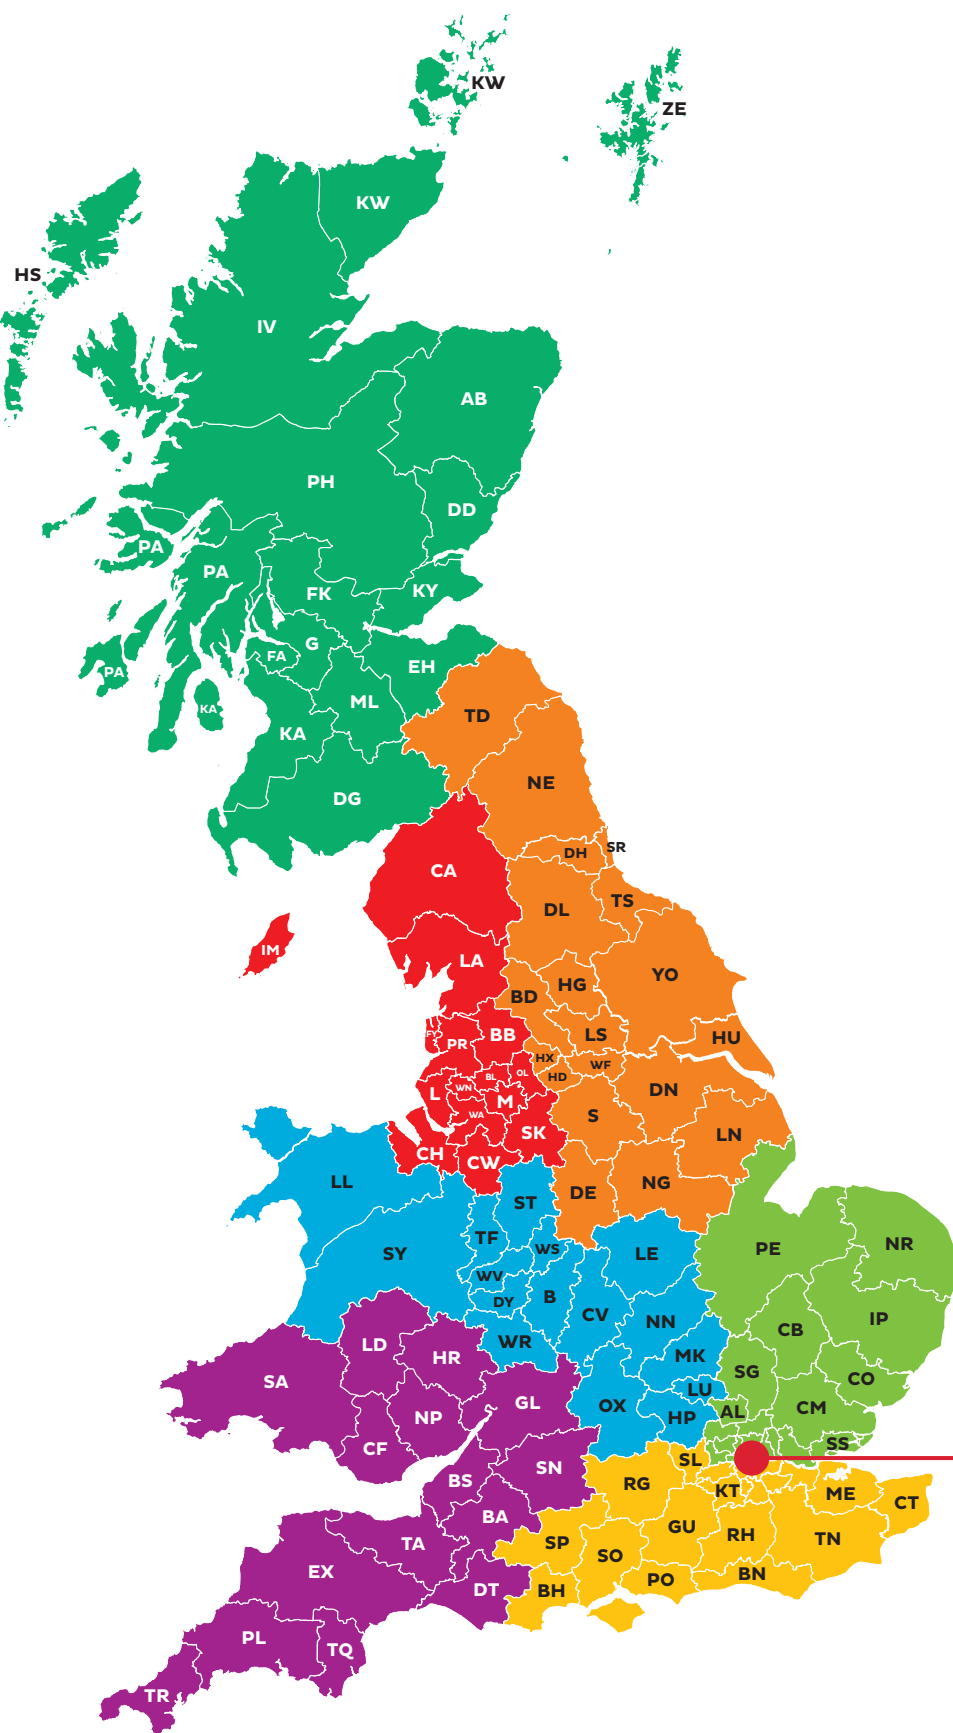 KW
ZE
KW
HS
IV
AB
PH
DD
PA
PA
KY
FK
G
FA
EH
PA
ML
KA
TD
KA
NE
DG
SR
DH
CA
TS
DL
IM
LA
YO
HG
BD
FY
BB
LS
HU
PR
HX
WF
OL
BL
HD
WN
DN
L
M
WA
S
SK
LN
CH
CW
LL
NG
DE
ST
TF
WS
NR
PE
SY
LE
WV
B
DY
CV
IP
NN
CB
WR
LD
HR
MK
SG
CO
SA
LU
GL
OX
CM
AL
NP
HP
SS
CF
SL
SN
BS
RG
KT
ME
CT
BA
GU
RH
TN
TA
SP
SO
EX
BN
PO
DT
BH
PL
TQ
TR